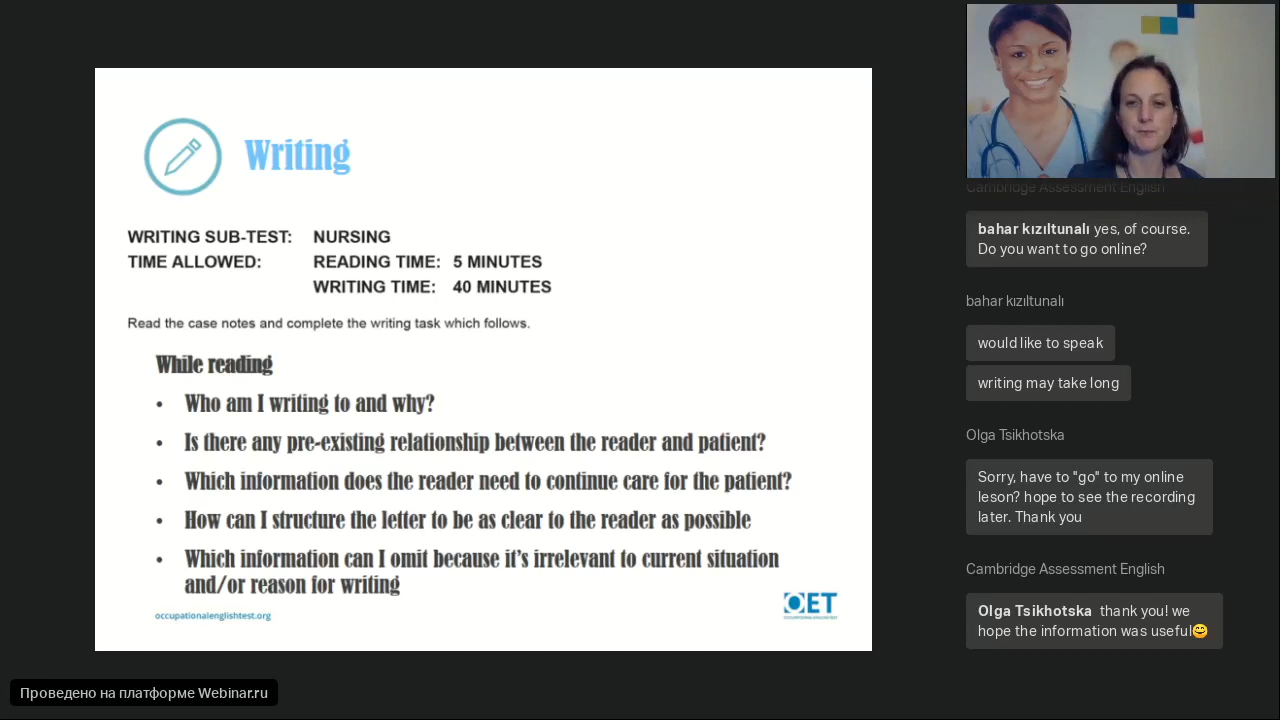 Writing
WRITING SUB-TEST: NURSING
TIME ALLOWED: READING TIME: 5 MINUTES
WRITING TIME: 40 MINUTES
Read the case notes and complete the writing task which follows.
While reading
• Who am I writing to and why?
• Is there any pre-existing relationship between the reader and patient?
• Which information does the reader need to continue care for the patient?
• How can I structure the letter to be as clear to the reader as possible
• Which information can I omit because it's irrelevant to current situation
and/or reason for writing
occupationalenglishtest.org
OET
OCCUPATIONAL ENGLISH TEST
Cambridge Assessment English
bahar kızıltunalı yes, of course.
Do you want to go online?
bahar kızıltunalı
would like to speak
writing may take long
Olga Tsikhotska
Sorry, have to "go" to my online
leson? hope to see the recording
later. Thank you
Cambridge Assessment English
Olga Tsikhotska thank you! we
hope the information was useful😊
Проведено на платформе Webinar.ru